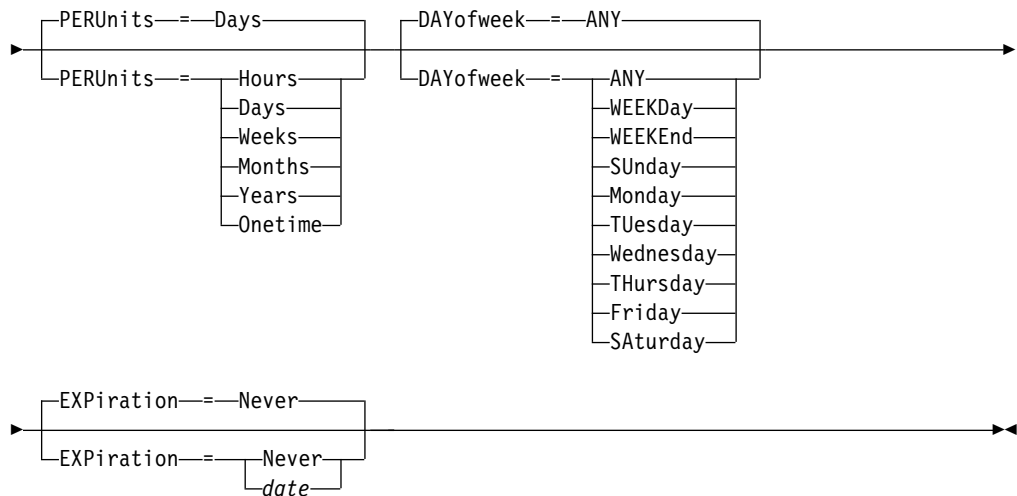 PERUnits = Days
PERUnits = Hours
Days
Weeks
Months
Years
Onetime
DAYofweek = ANY
DAYofweek = ANY
WEEKDay
WEEKEnd
SUnday
Monday
TUesday
Wednesday
THursday
Friday
SAturday
EXPiration = Never
EXPiration = Never
date